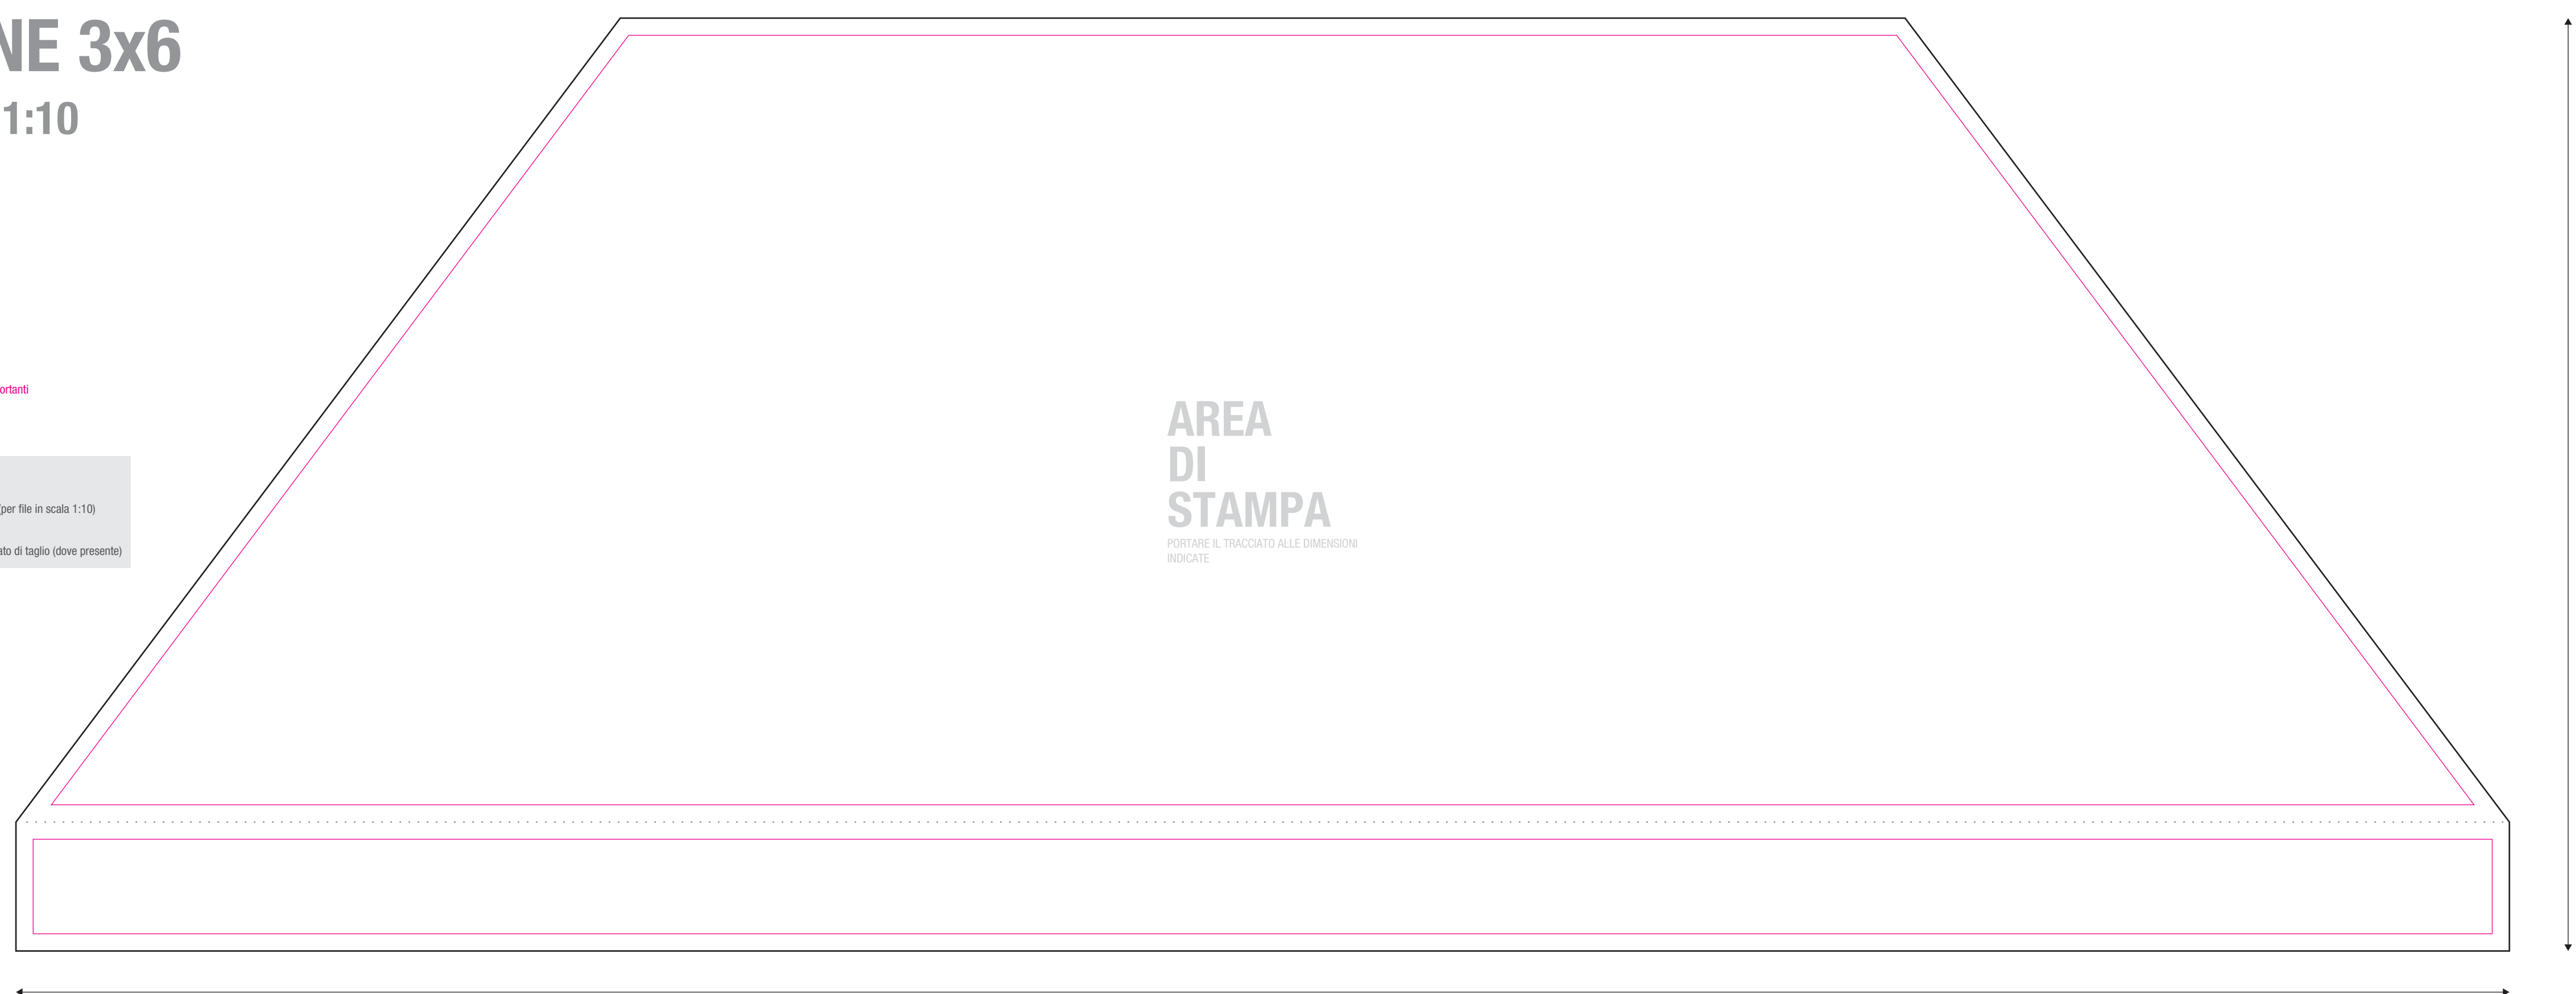 NE 3x6
1:10
ortanti
(per file in scala 1:10)
ato di taglio (dove presente)
AREA
DI
STAMPA
PORTARE IL TRACCIATO ALLE DIMENSIONI
INDICATE